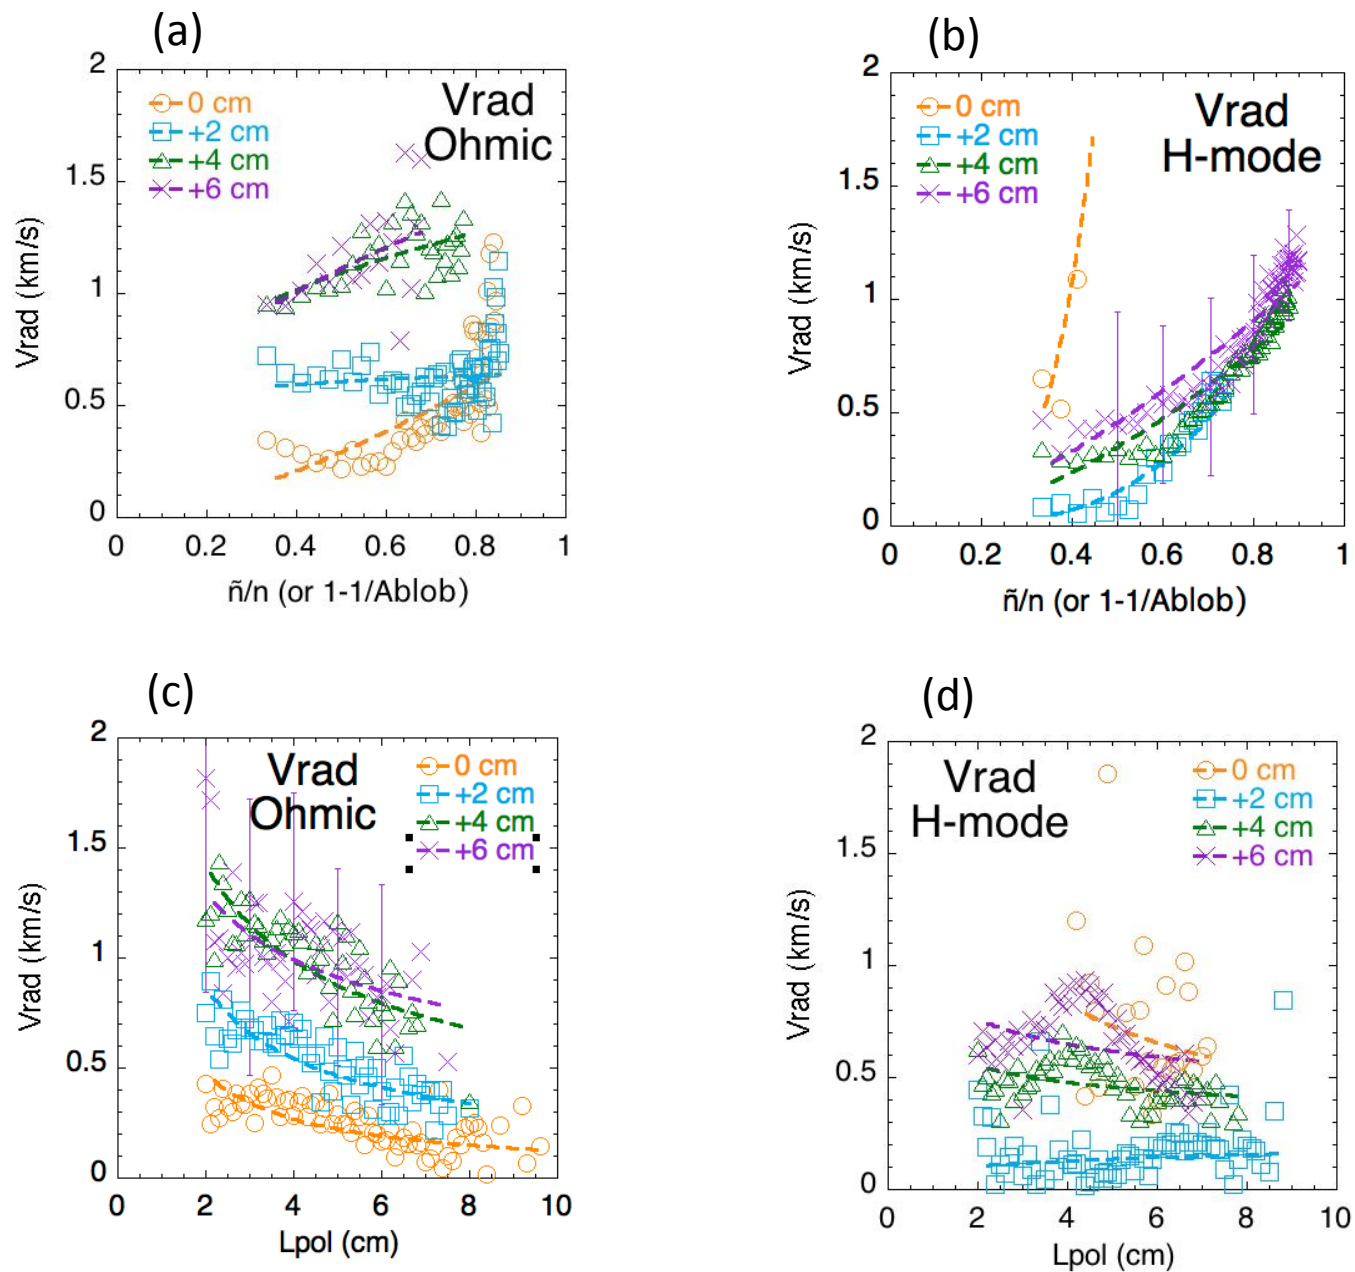 (a)
2
1.5
1
0.5
0
Vrad (km/s)
0 cm
+2 cm
+4 cm
+6 cm
Vrad
Ohmic
0
0.2
0.4
0.6
0.8
1
ñ/n (or 1-1/Ablob)
(b)
2
1.5
1
0.5
0
Vrad (km/s)
0 cm
+2 cm
+4 cm
+6 cm
Vrad
H-mode
0
0.2
0.4
0.6
0.8
1
ñ/n (or 1-1/Ablob)
(c)
2
1.5
1
0.5
0
Vrad (km/s)
Vrad
Ohmic
0 cm
+2 cm
+4 cm
+6 cm
0
2
4
6
8
10
Lpol (cm)
(d)
2
1.5
1
0.5
0
Vrad (km/s)
Vrad
H-mode
0 cm
+2 cm
+4 cm
+6 cm
0
2
4
6
8
10
Lpol (cm)